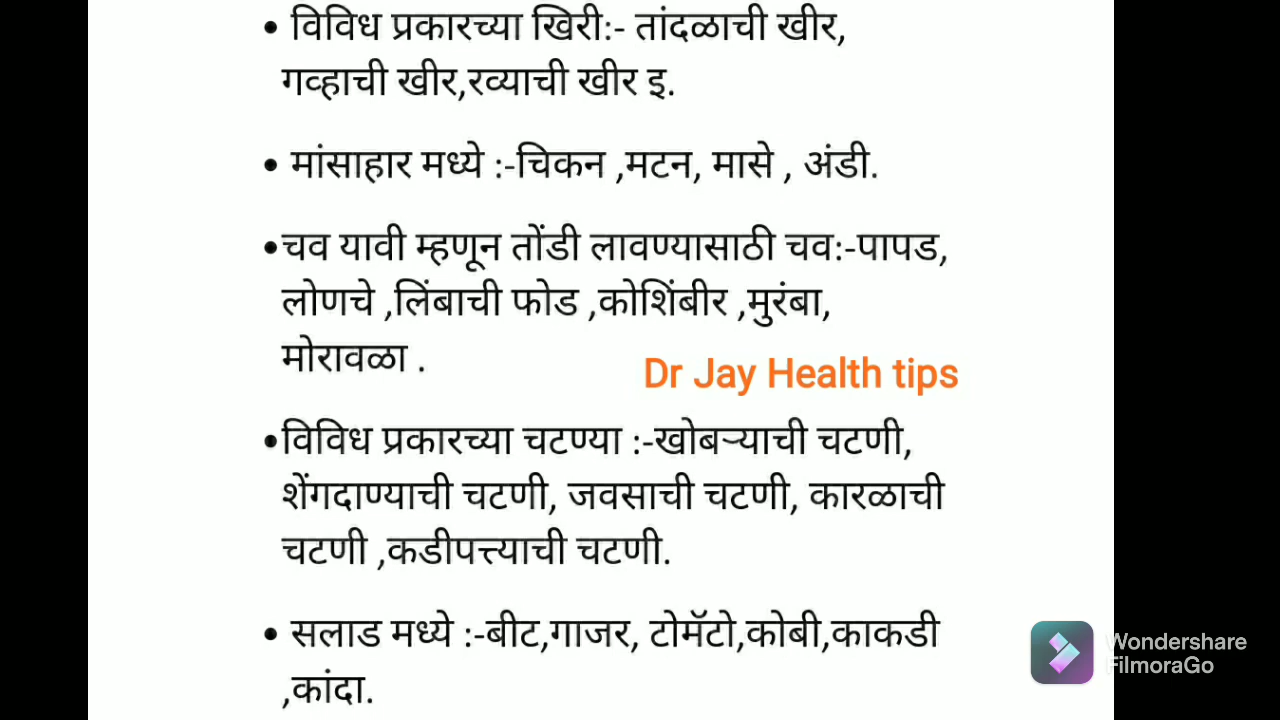 • विविध प्रकारच्या खिरी:- तांदळाची खीर,
गव्हाची खीर,रव्याची खीर इ.
• मांसाहार मध्ये :-चिकन ,मटन, मासे , अंडी.
•चव यावी म्हणून तोंडी लावण्यासाठी चव:-पापड,
लोणचे ,लिंबाची फोड ,कोशिंबीर ,मुरंबा,
मोरावळा .
Dr Jay Health tips
•विविध प्रकारच्या चटण्या :-खोबऱ्याची चटणी,
शेंगदाण्याची चटणी, जवसाची चटणी, कारळाची
चटणी ,कडीपत्त्याची चटणी.
• सलाड मध्ये :-बीट,गाजर, टोमॅटो,कोबी,काकडी
,कांदा.
Wondershare
FilmoraGo